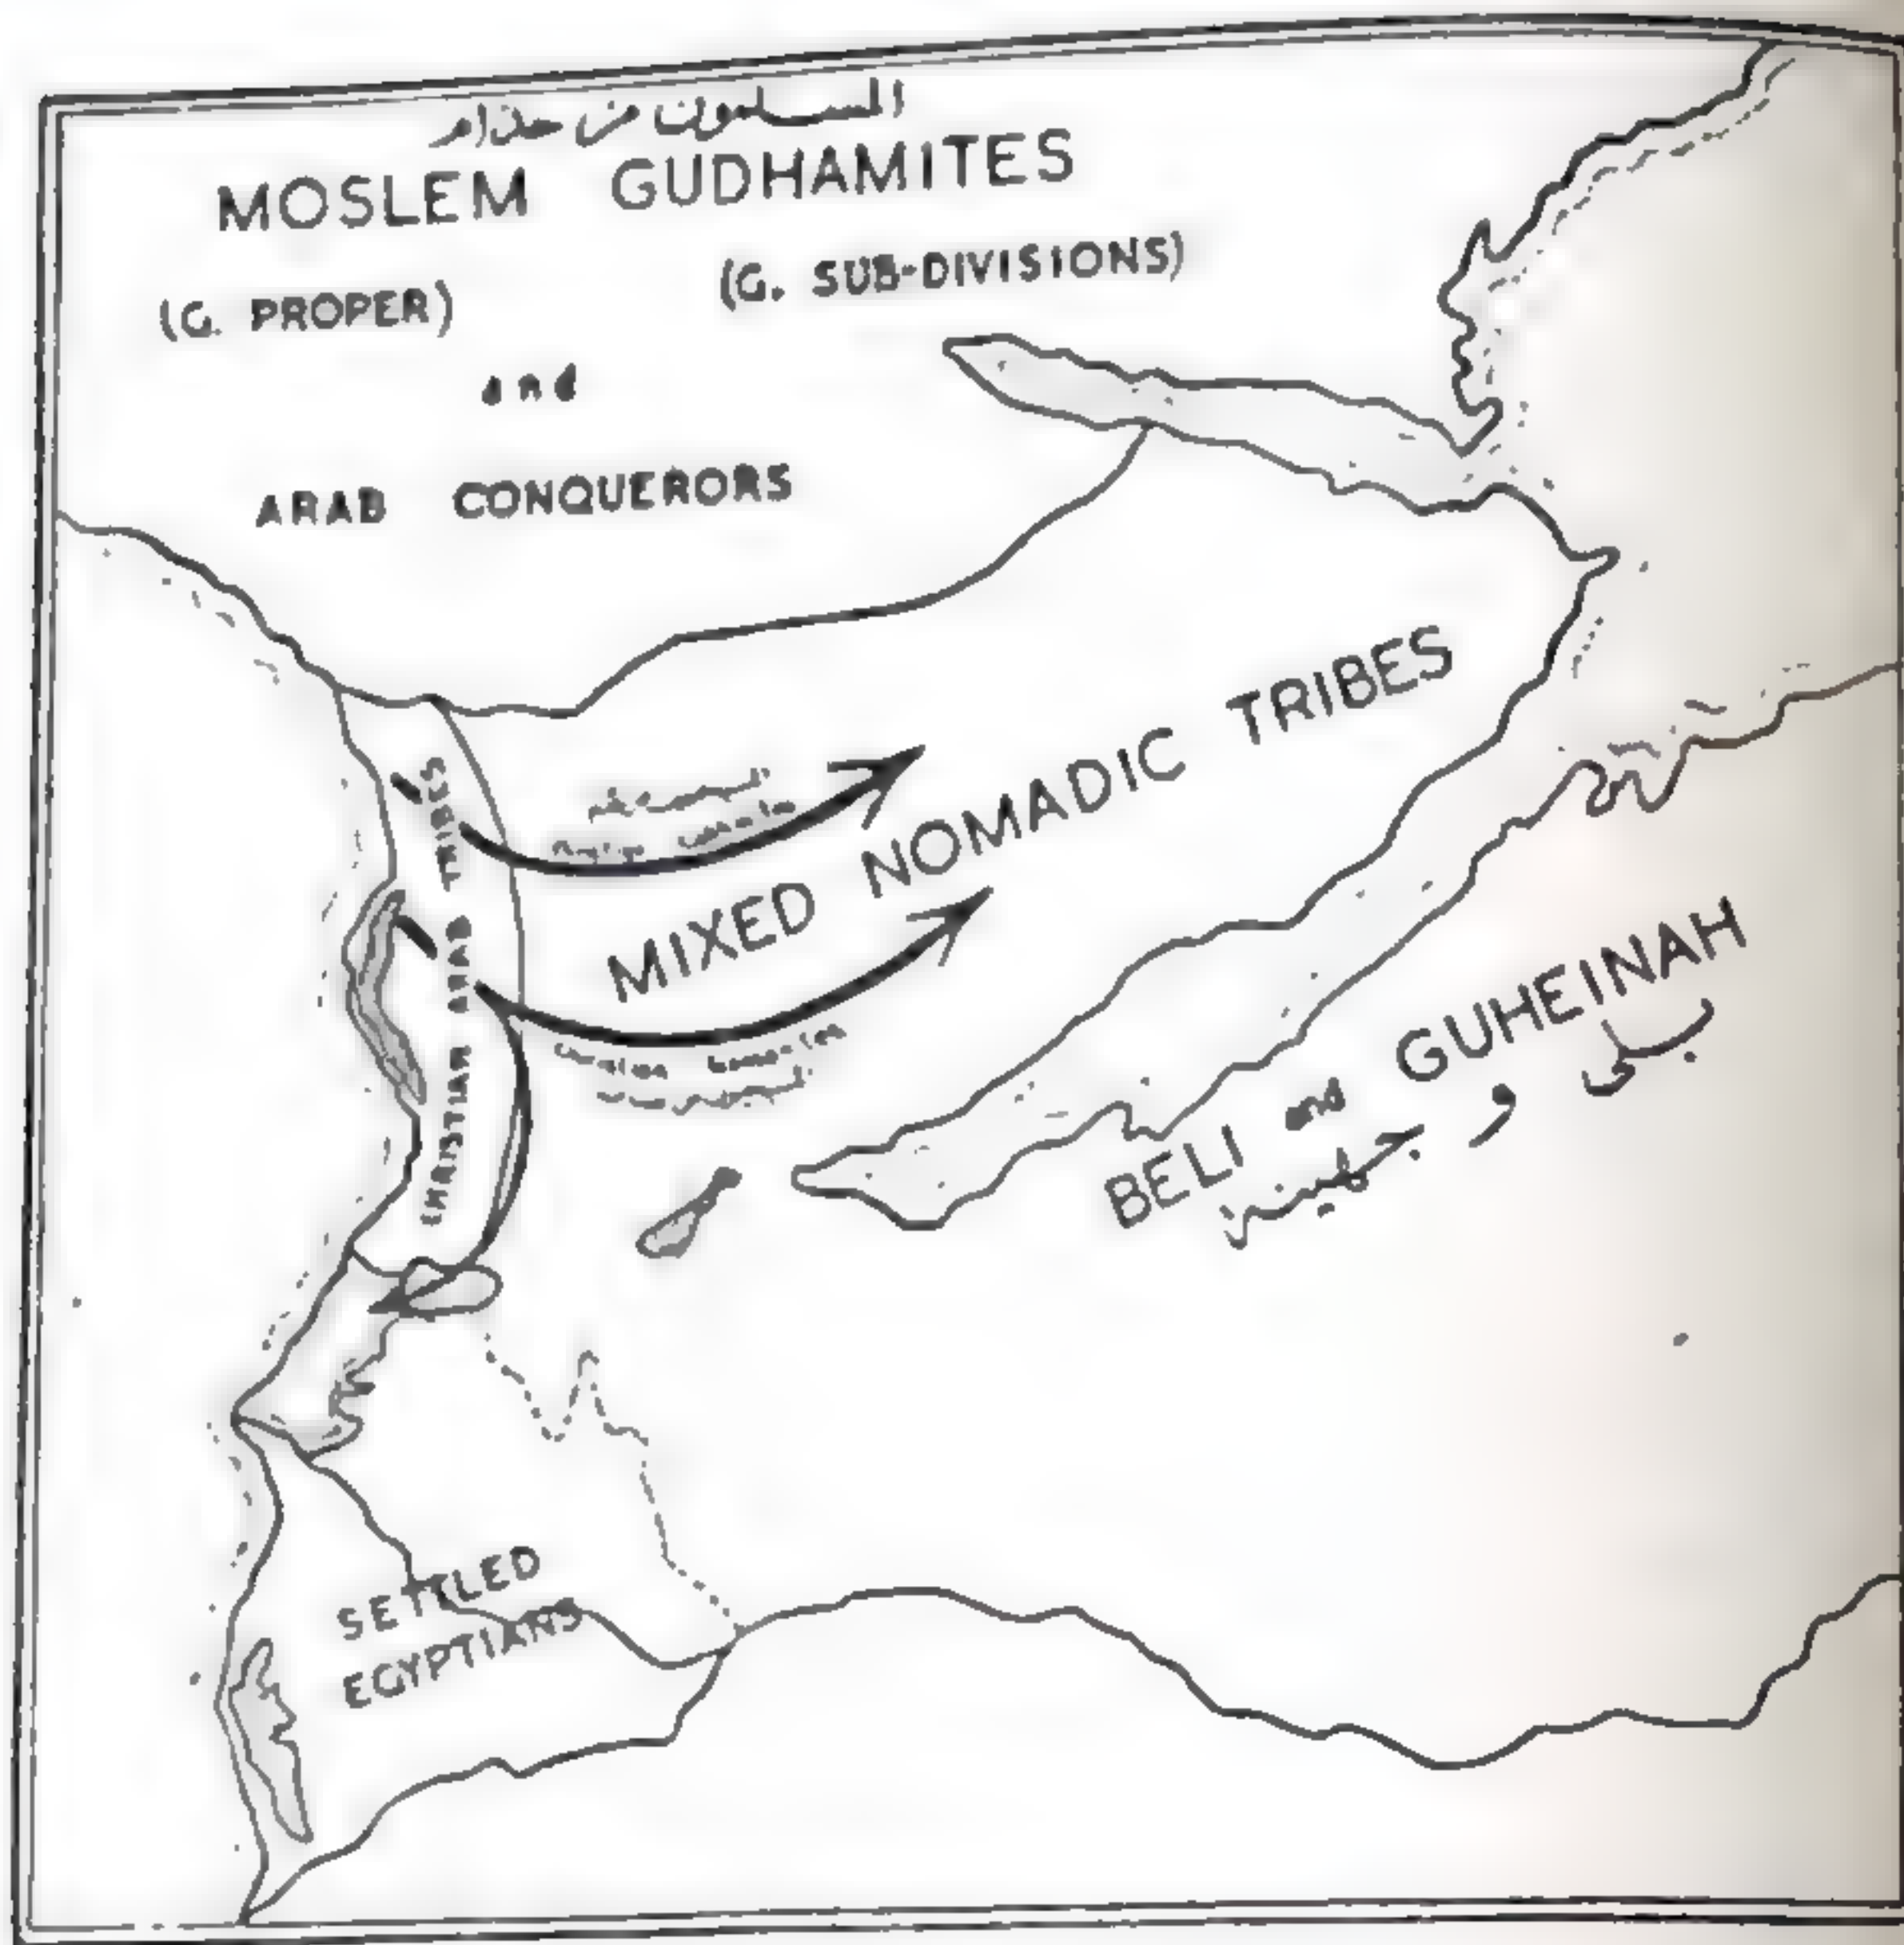 المسلمون من جذام
MOSLEM GUDHAMITES
(G. PROPER)
(G. SUB-DIVISIONS)
and
ARAB CONQUERORS
CHRISTIAN ARAB TRIBES
MIXED NOMADIC TRIBES
BELI and GUHEINAH
بلى و جهينة
SETTLED
EGYPTIANS